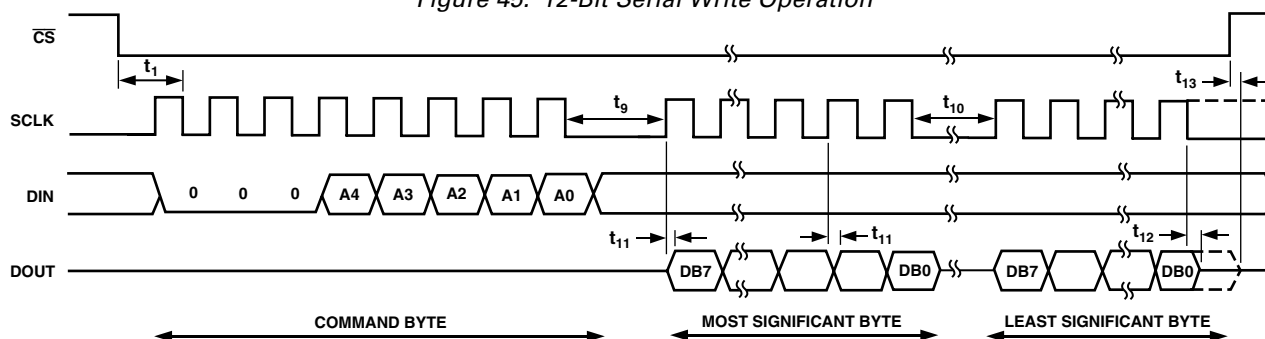 Figure 45. 12-Bit Serial Write Operation
CS
t1
t13
SCLK
t9
t10
DIN
0 0 0 A4 A3 A2 A1 A0
t11
t11
t12
DOUT
DB7 DB0 DB7 DB0
COMMAND BYTE MOST SIGNIFICANT BYTE LEAST SIGNIFICANT BYTE